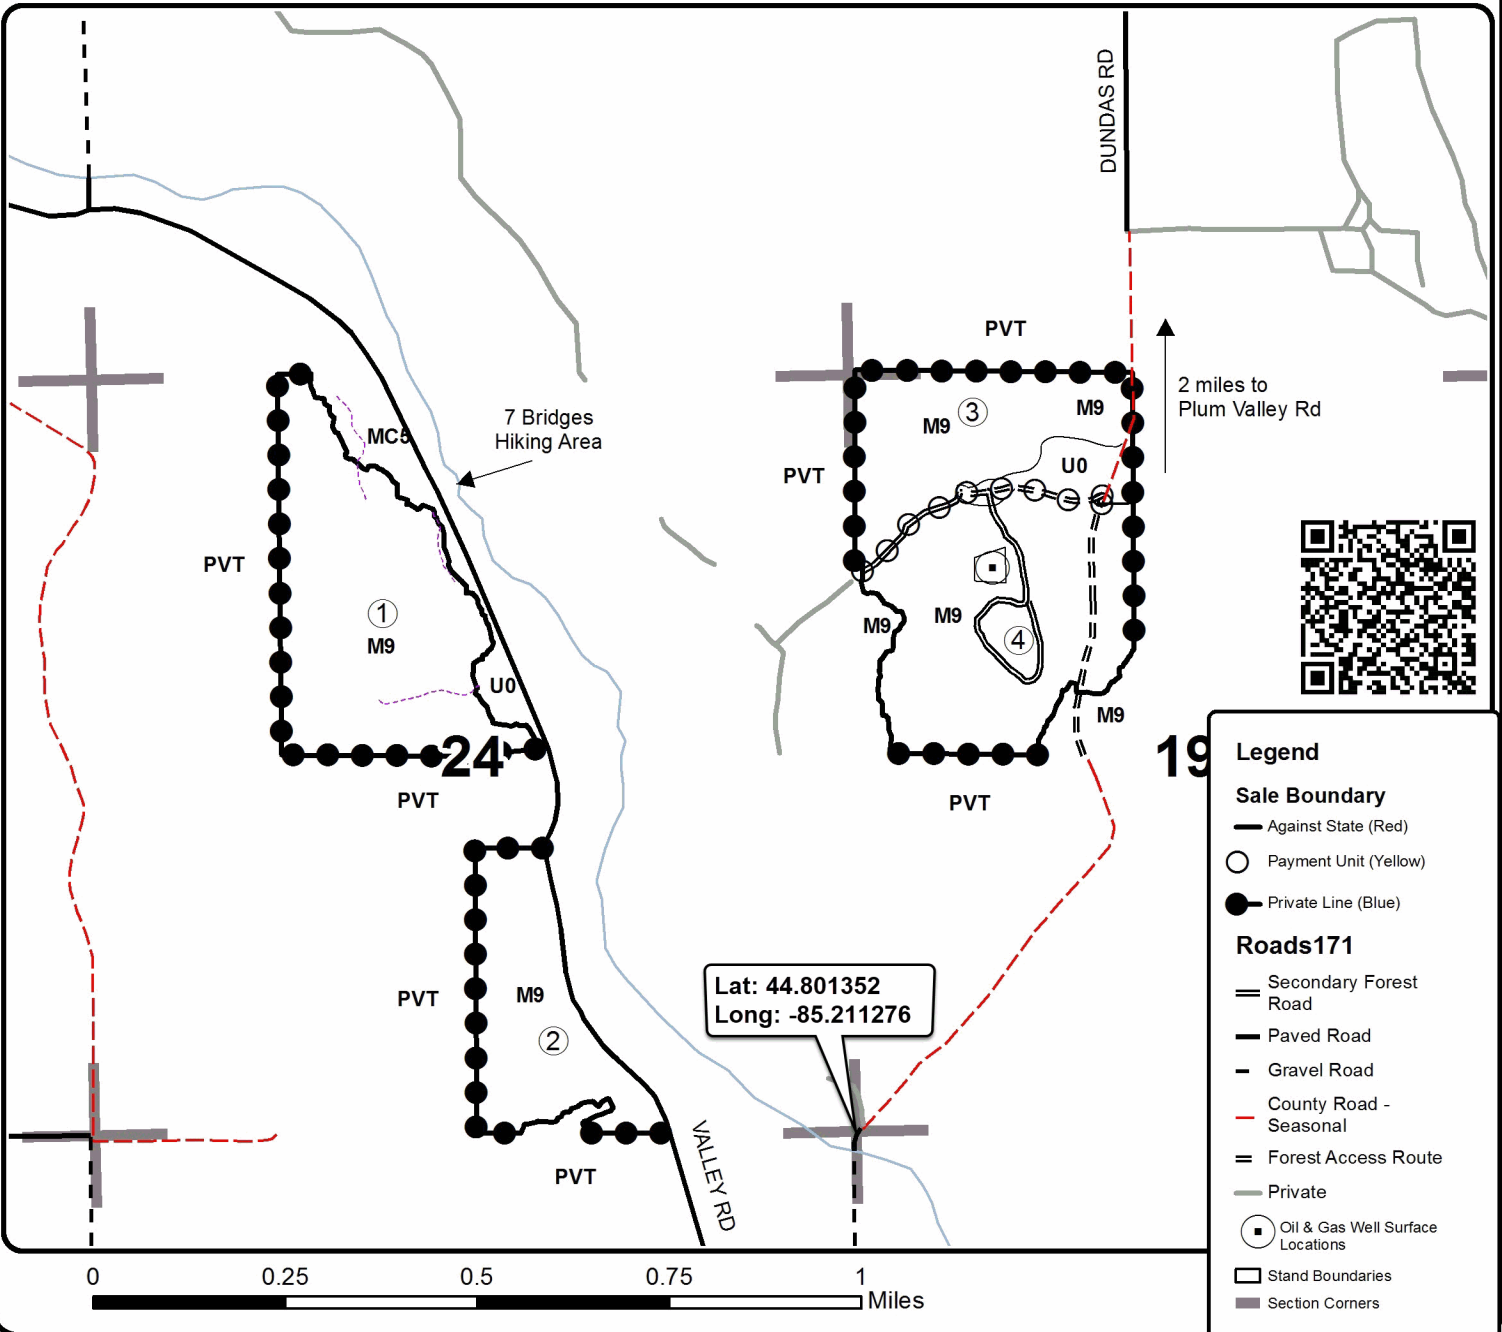 DUNDAS RD
PVT
2 miles to
Plum Valley Rd
M9
3
M9
7 Bridges
Hiking Area
MC5
U0
PVT
PVT
1
M9
M9
M9
4
U0
M9
24
19
PVT
PVT
PVT
M9
2
Lat: 44.801352
Long: -85.211276
VALLEY RD
PVT
Legend
Sale Boundary
Against State (Red)
Payment Unit (Yellow)
Private Line (Blue)
Roads171
Secondary Forest
Road
Paved Road
Gravel Road
County Road -
Seasonal
Forest Access Route
Private
Oil & Gas Well Surface
Locations
Stand Boundaries
Section Corners
0 0.25 0.5 0.75 1
Miles